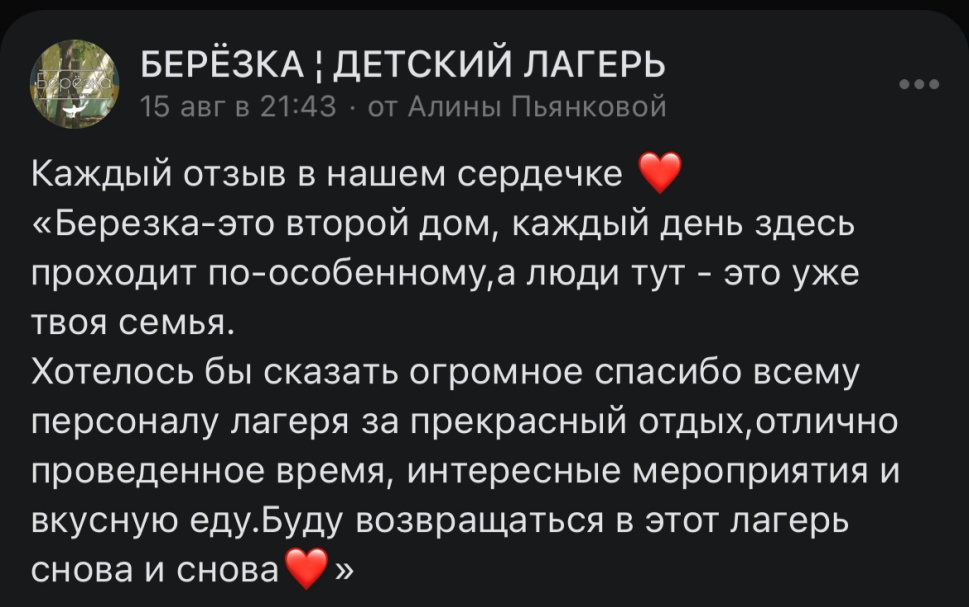 Берёзка
БЕРЁЗКА ¦ ДЕТСКИЙ ЛАГЕРЬ
15 авг в 21:43 · от Алины Пьянковой
Каждый отзыв в нашем сердечке ❤️
«Березка-это второй дом, каждый день здесь
проходит по-особенному,а люди тут - это уже
твоя семья.
Хотелось бы сказать огромное спасибо всему
персоналу лагеря за прекрасный отдых,отлично
проведенное время, интересные мероприятия и
вкусную еду.Буду возвращаться в этот лагерь
снова и снова❤️»